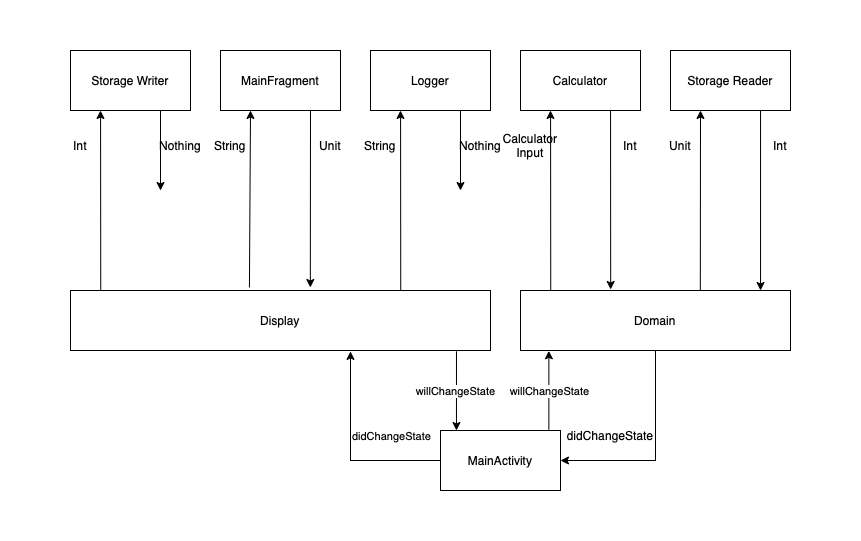 Storage Writer
MainFragment
Logger
Calculator
Storage Reader
Int
Nothing
String
Unit
String
Nothing
Calculator
Input
Int
Unit
Int
Display
Domain
willChangeState
willChangeState
didChangeState
didChangeState
MainActivity